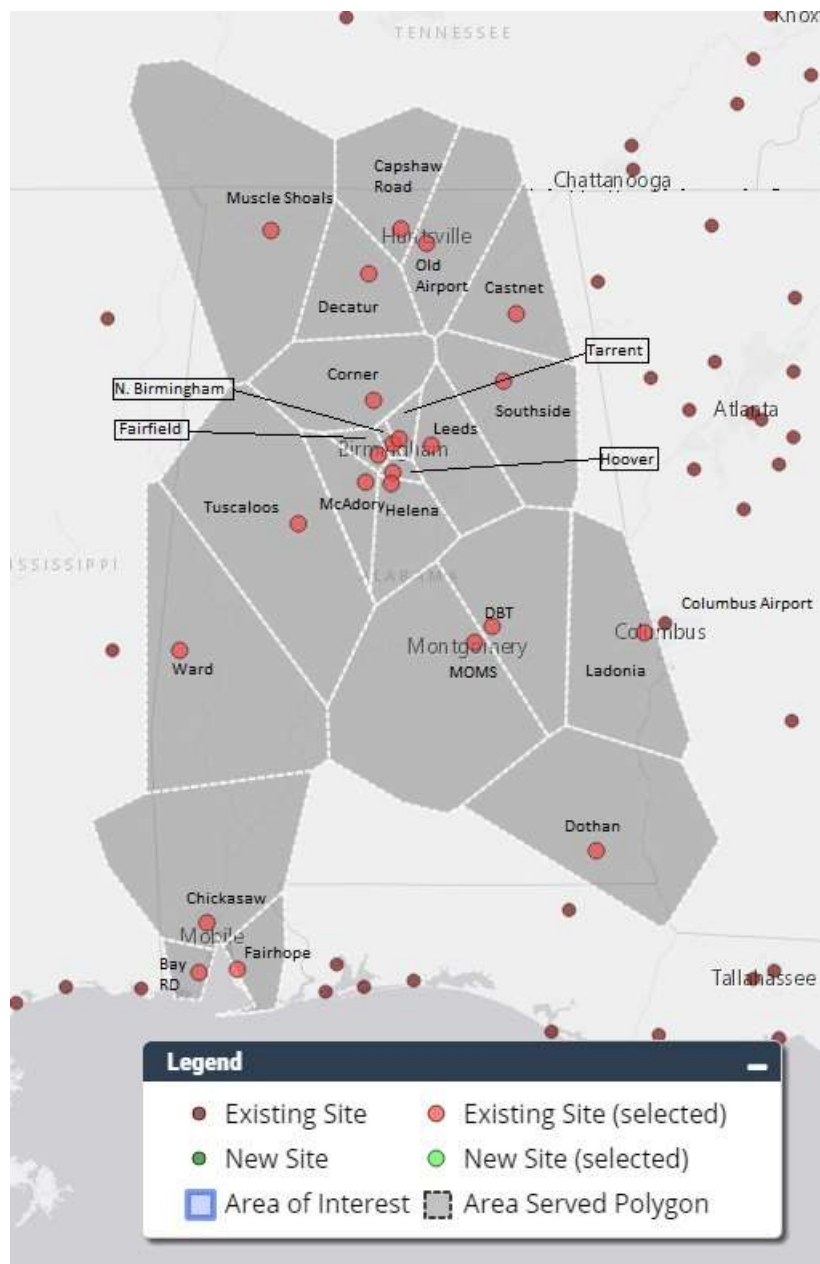 Knox
TENNESSEE
Chattanooga
Capshaw
Road
Muscle Shoals
Huntsville
Old
Airport
Castnet
Decatur
Tarrent
Corner
N. Birmingham
Southside
Atlanta
Fairfield
Leeds
Birmingham
Hoover
McAdory
Helena
Tuscaloos
SSISSIPPI
ALABAMA
Columbus Airport
DBT
Columbus
Montgomery
Ward
MOMS
Ladonia
Dothan
Chickasaw
Mobile
Fairhope
Bay
RD
Tallahassee
Legend
Existing Site
Existing Site (selected)
New Site
New Site (selected)
Area of Interest
Area Served Polygon